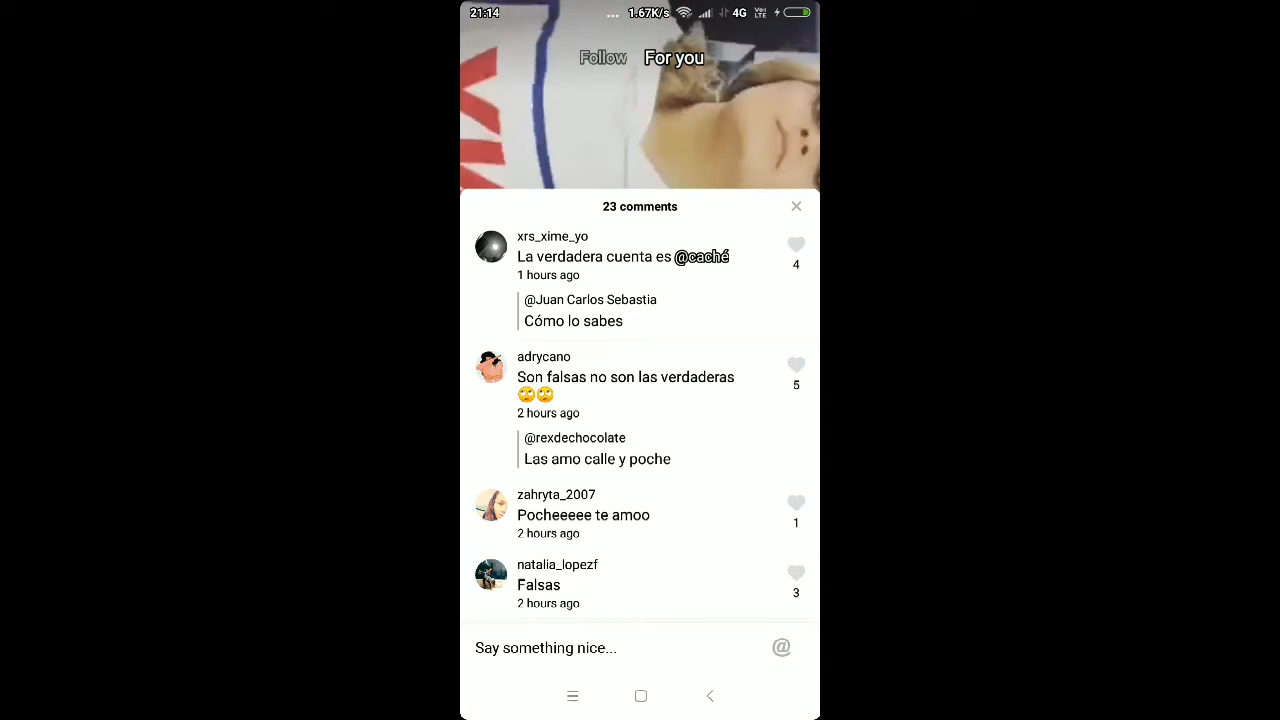 21:14
... 1.67K/s 4G Vo) LTE
Follow For you
23 comments
xrs_xime_yo
La verdadera cuenta es @caché
4
1 hours ago
@Juan Carlos Sebastia
Cómo lo sabes
adrycano
Son falsas no son las verdaderas
🙄🙄
5
2 hours ago
@rexdechocolate
Las amo calle y poche
zahryta_2007
Pocheeeee te amoo
1
2 hours ago
natalia_lopezf
Falsas
3
2 hours ago
Say something nice... @